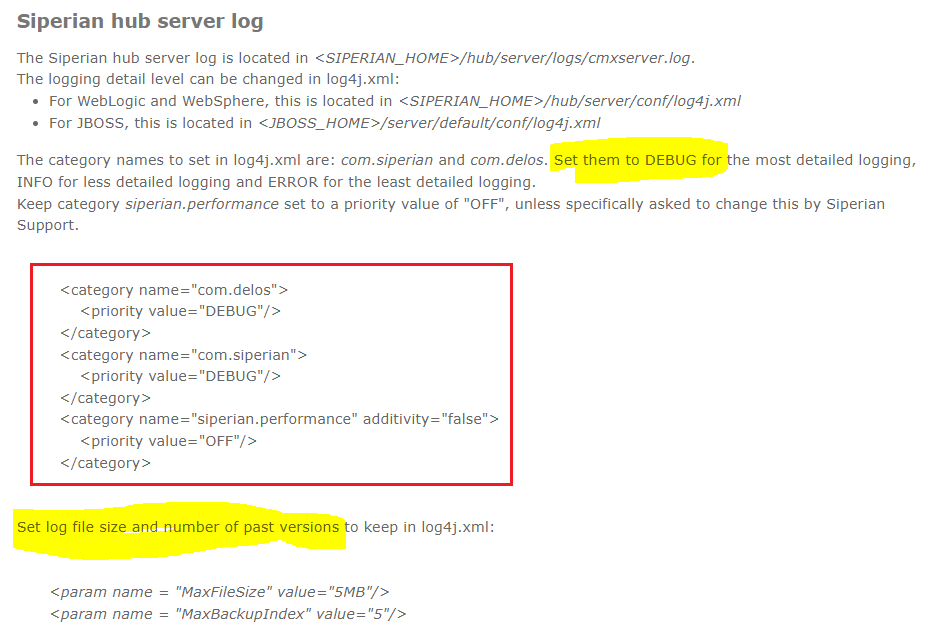 Siperian hub server log
The Siperian hub server log is located in <SIPERIAN_HOME>/hub/server/logs/cmxserver.log.
The logging detail level can be changed in log4j.xml:
• For WebLogic and WebSphere, this is located in <SIPERIAN_HOME>/hub/server/conf/log4j.xml
• For JBOSS, this is located in <JBOSS_HOME>/server/default/conf/log4j.xml
The category names to set in log4j.xml are: com.siperian and com.delos. Set them to DEBUG for the most detailed logging,
INFO for less detailed logging and ERROR for the least detailed logging.
Keep category siperian.performance set to a priority value of "OFF", unless specifically asked to change this by Siperian
Support.
<category name="com.delos">
<priority value="DEBUG"/>
</category>
<category name="com.siperian">
<priority value="DEBUG"/>
</category>
<category name="siperian.performance" additivity="false">
<priority value="OFF"/>
</category>
Set log file size and number of past versions to keep in log4j.xml:
<param name = "MaxFileSize" value="5MB"/>
<param name = "MaxBackupIndex" value="5"/>